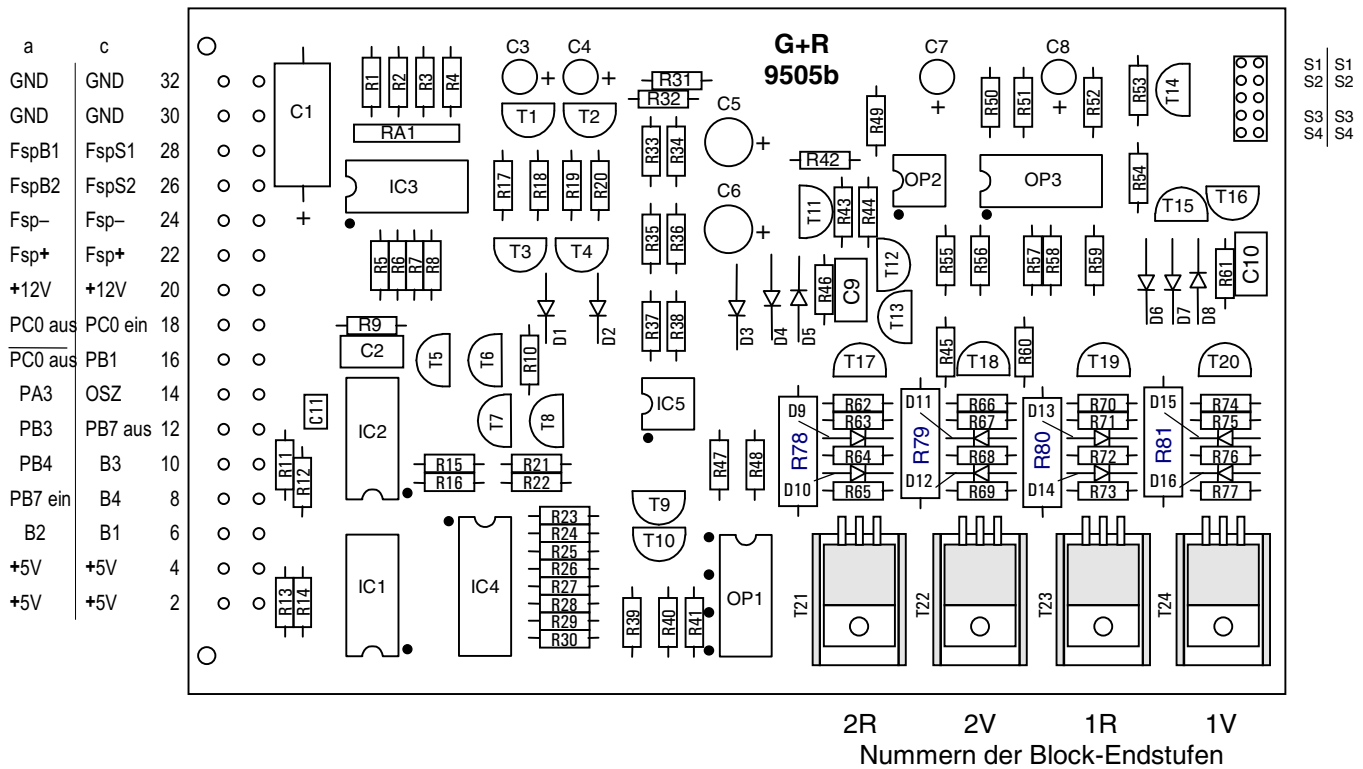 G+R
9505b
a c
GND GND 32
GND GND 30
FspB1 FspS1 28
FspB2 FspS2 26
Fsp– Fsp– 24
Fsp+ Fsp+ 22
+12V +12V 20
PC0 aus PC0 ein 18
PC0 aus PB1 16
PA3 OSZ 14
PB3 PB7 aus 12
PB4 B3 10
PB7 ein B4 8
B2 B1 6
+5V +5V 4
+5V +5V 2
C1 +
R1 R2 R3 R4
RA1
IC3
R5 R6 R7 R8
R9
C2
C11
IC2
R11 R12
R13 R14
IC1
C3 + C4 +
T1 T2
R17 R18 R19 R20
T3 T4
D1 D2
T5 T6 R10
T7 T8
R15 R21
R16 R22
IC4
R23
R24
R25
R26
R27
R28
R29
R30
R31
R32
R33 R34
R35 R36
R37 R38
C5 +
C6 +
IC5
R47 R48
T9
T10
R39 R40 R41
OP1
D3 D4 D5
R42
R49
T11 R43 R44
R46 C9
T12
T13
C7 + C8 +
R50 R51 R52 R53
T14
OP2 OP3
R54
T15 T16
R55 R56 R57 R58 R59
D6 D7 D8
R61 C10
R45 R60
T17 T18 T19 T20
D9 R78 D10
R62
R63
R64
R65
D11 R79 D12
R66
R67
R68
R69
D13 R80 D14
R70
R71
R72
R73
D15 R81 D16
R74
R75
R76
R77
T21 T22 T23 T24
S1 S1
S2 S2
S3 S3
S4 S4
2R 2V 1R 1V
Nummern der Block-Endstufen